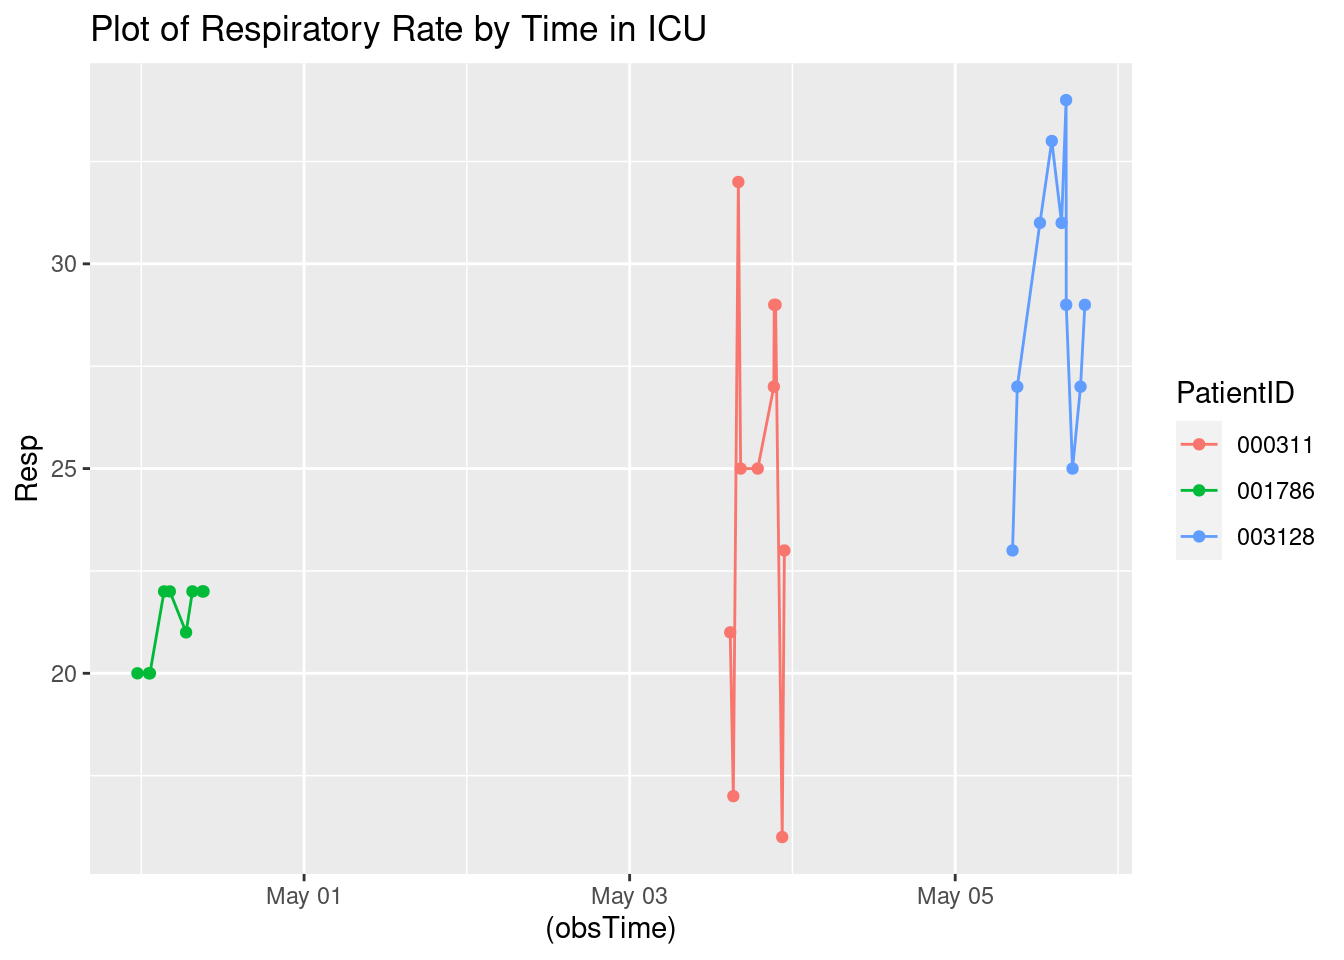 Plot of Respiratory Rate by Time in ICU
Resp
30
25
20
May 01
May 03
May 05
(obsTime)
PatientID
000311
001786
003128